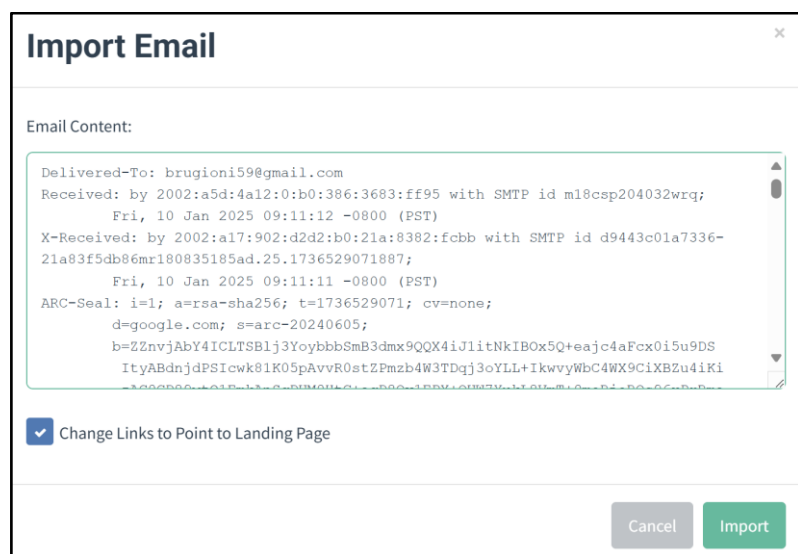 Import Email
×
Email Content:
Delivered-To: brugioni59@gmail.com
Received: by 2002:a5d:4a12:0:b0:386:3683:ff95 with SMTP id m18csp204032wrq;
Fri, 10 Jan 2025 09:11:12 -0800 (PST)
X-Received: by 2002:a17:902:d2d2:b0:21a:8382:fcbb with SMTP id d9443c01a7336-
21a83f5db86mr180835185ad.25.1736529071887;
Fri, 10 Jan 2025 09:11:11 -0800 (PST)
ARC-Seal: i=1; a=rsa-sha256; t=1736529071; cv=none;
d=google.com; s=arc-20240605;
b=ZZnvjAbY4ICLTSBlj3YoybbbSmB3dmx9QQX4iJ1itNkIBOx5Q+eajc4aFcx0i5u9DS
ItyABdnjdPSIcwk81K05pAvvR0stZPmzb4W3TDqj3oYLL+IkwvyWbC4WX9CiXBZu4iKi
Change Links to Point to Landing Page
Cancel
Import